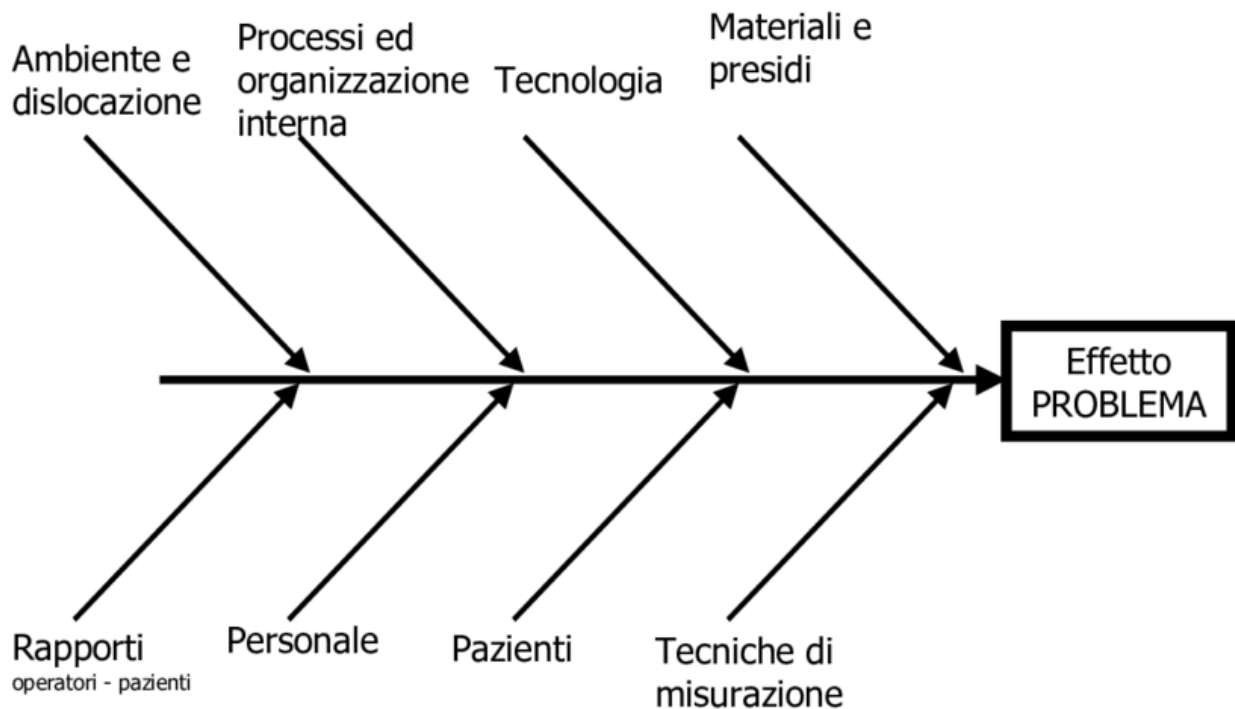 Ambiente e
dislocazione
Processi ed
organizzazione
interna
Tecnologia
Materiali e
presidi
Effetto
PROBLEMA
Rapporti
operatori - pazienti
Personale
Pazienti
Tecniche di
misurazione